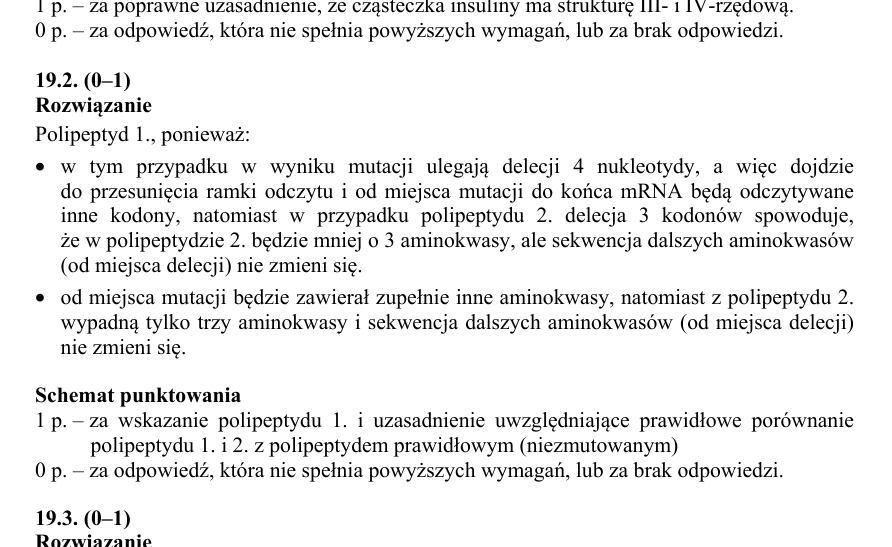 1 p. – za poprawne uzasadnienie, że cząsteczka insuliny ma strukturę III- i IV-rzędową.
0 p. – za odpowiedź, która nie spełnia powyższych wymagań, lub za brak odpowiedzi.
19.2. (0–1)
Rozwiązanie
Polipeptyd 1., ponieważ:
• w tym przypadku w wyniku mutacji ulegają delecji 4 nukleotydy, a więc dojdzie
do przesunięcia ramki odczytu i od miejsca mutacji do końca mRNA będą odczytywane
inne kodony, natomiast w przypadku polipeptydu 2. delecja 3 kodonów spowoduje,
że w polipeptydzie 2. będzie mniej o 3 aminokwasy, ale sekwencja dalszych aminokwasów
(od miejsca delecji) nie zmieni się.
• od miejsca mutacji będzie zawierał zupełnie inne aminokwasy, natomiast z polipeptydu 2.
wypadną tylko trzy aminokwasy i sekwencja dalszych aminokwasów (od miejsca delecji)
nie zmieni się.
Schemat punktowania
1 p. – za wskazanie polipeptydu 1. i uzasadnienie uwzględniające prawidłowe porównanie
polipeptydu 1. i 2. z polipeptydem prawidłowym (niezmutowanym)
0 p. – za odpowiedź, która nie spełnia powyższych wymagań, lub za brak odpowiedzi.
19.3. (0–1)
Rozwiązanie